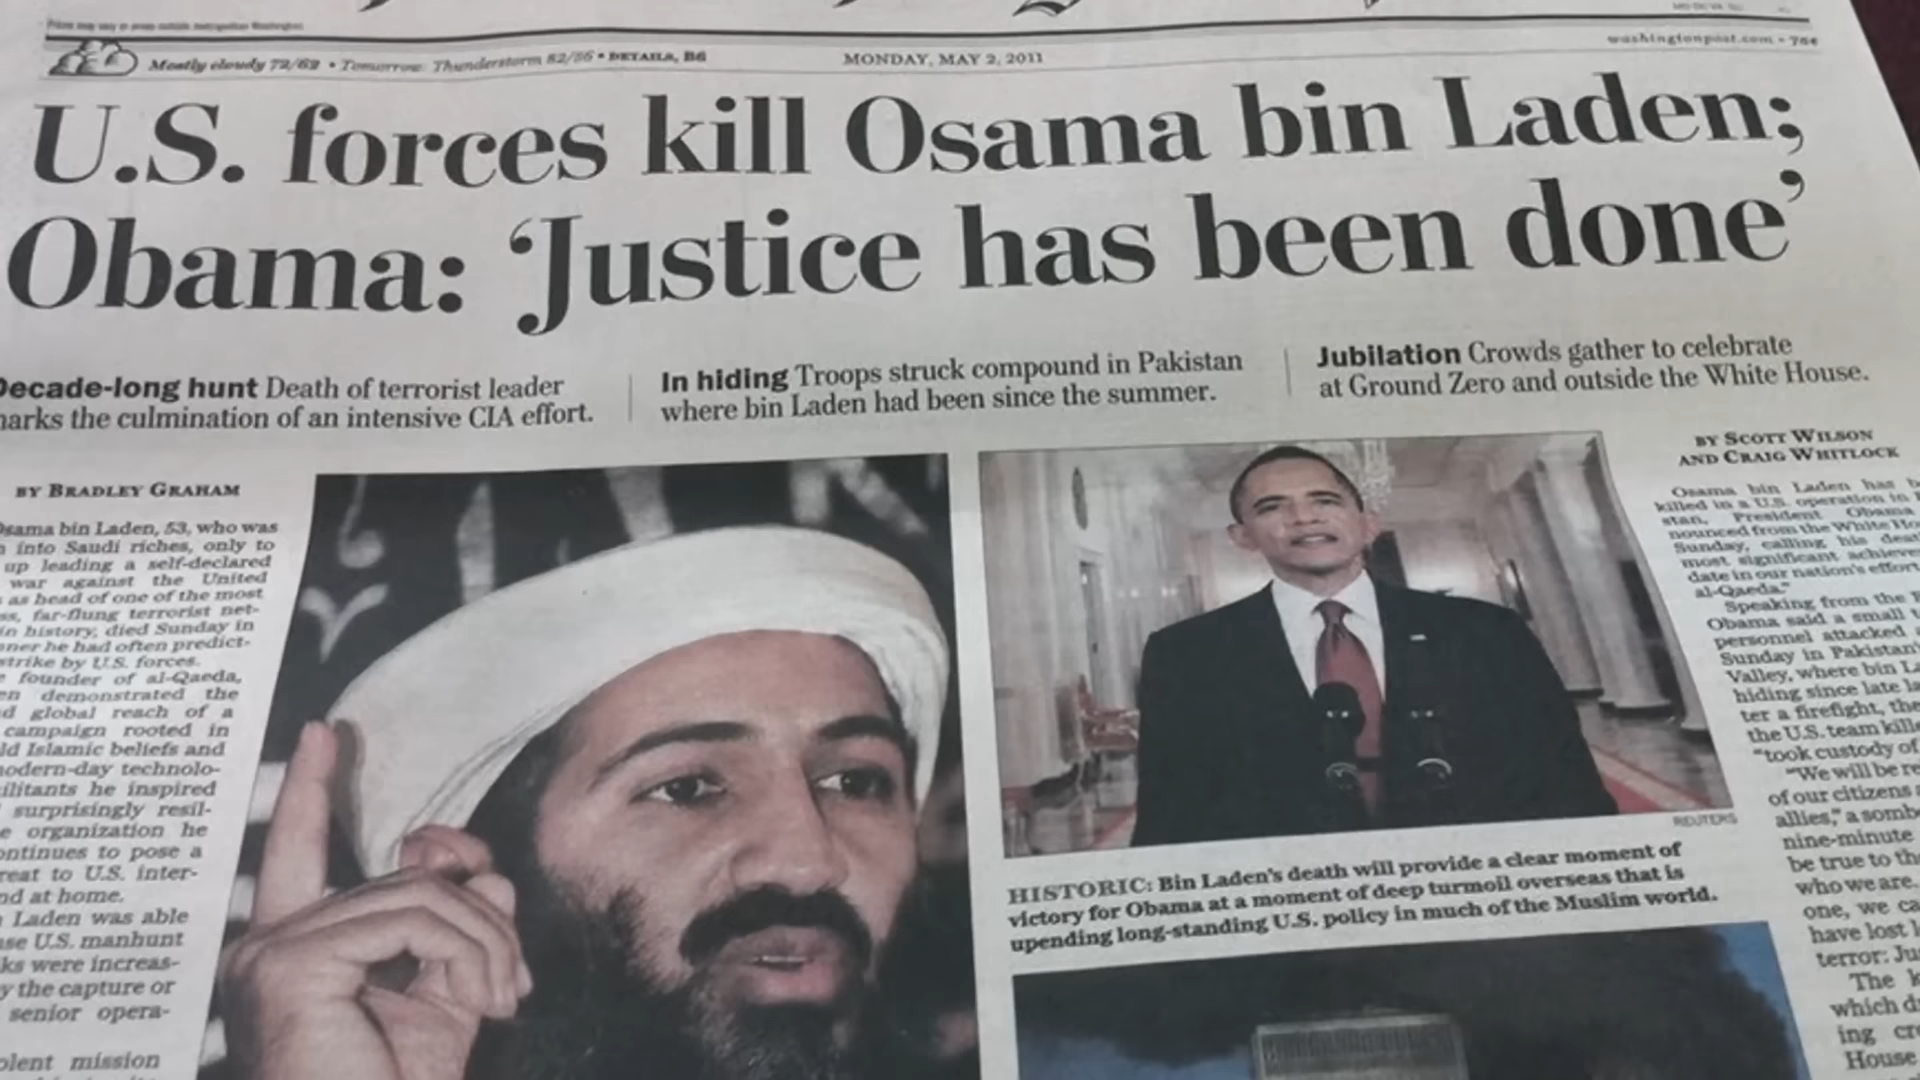 Mostly cloudy 72/62 • Tomorrow: Thunderstorm 82/56 • DETAILS, B6
MONDAY, MAY 2, 2011
washingtonpost.com • 75¢
U.S. forces kill Osama bin Laden;
Obama: ‘Justice has been done’
Decade-long hunt Death of terrorist leader
marks the culmination of an intensive CIA effort.
In hiding Troops struck compound in Pakistan
where bin Laden had been since the summer.
Jubilation Crowds gather to celebrate
at Ground Zero and outside the White House.
BY BRADLEY GRAHAM
Osama bin Laden, 53, who was
into Saudi riches, only to
up leading a self-declared
war against the United
as head of one of the most
far-flung terrorist net-
in history, died Sunday in
he had often predict-
strike by U.S. forces.
founder of al-Qaeda,
demonstrated the
global reach of a
campaign rooted in
Islamic beliefs and
modern-day technolo-
militants he inspired
surprisingly resil-
organization he
continues to pose a
threat to U.S. inter-
and at home.
Laden was able
U.S. manhunt
were increas-
the capture or
senior opera-
mission
REUTERS
HISTORIC: Bin Laden’s death will provide a clear moment of
victory for Obama at a moment of deep turmoil overseas that is
upending long-standing U.S. policy in much of the Muslim world.
BY SCOTT WILSON
AND CRAIG WHITLOCK
Osama bin Laden has
killed in a U.S. operation in
stan, President Obama
nounced from the White
Sunday, calling his
most significant
date in our nation’s effort
al-Qaeda.”
Speaking from the
Obama said a small
personnel attacked
Sunday in Pakistan’
Valley, where bin
hiding since late
ter a firefight, the
the U.S. team
“took custody of
“We will be
of our citizens
allies,” a
nine-minute
be true to the
who we are.
one, we
have lost
terror:
The
which
ing
House